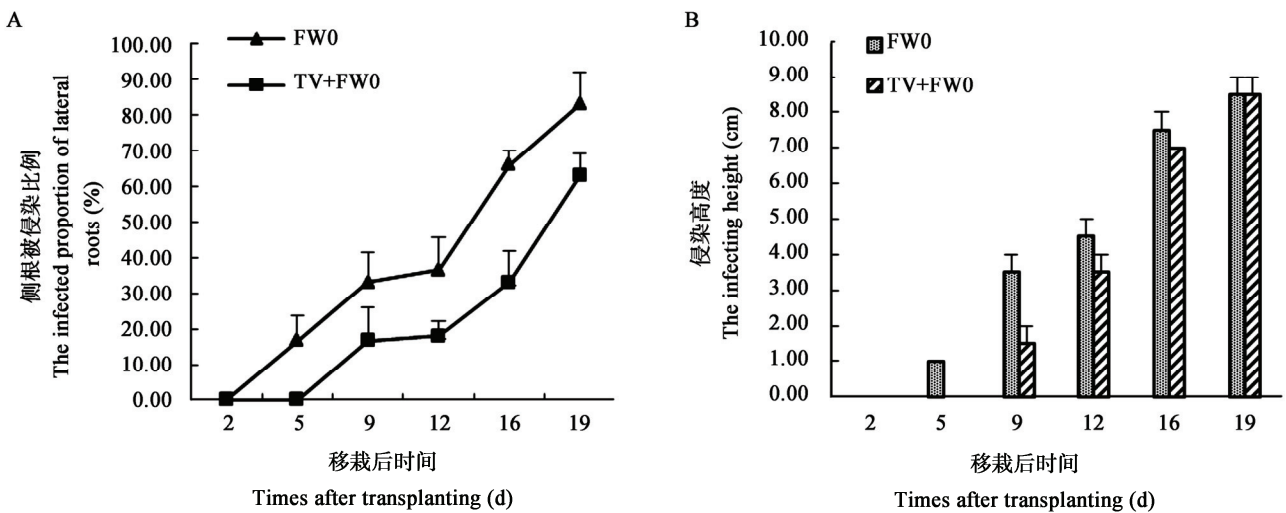 A
FW0
TV+FW0
100.00
90.00
80.00
70.00
60.00
50.00
40.00
30.00
20.00
10.00
0.00
侧根被侵染比例
The infected proportion of lateral
roots (%)
2 5 9 12 16 19
移栽后时间
Times after transplanting (d)
B
FW0
TV+FW0
10.00
9.00
8.00
7.00
6.00
5.00
4.00
3.00
2.00
1.00
0.00
侵染高度
The infecting height (cm)
2 5 9 12 16 19
移栽后时间
Times after transplanting (d)